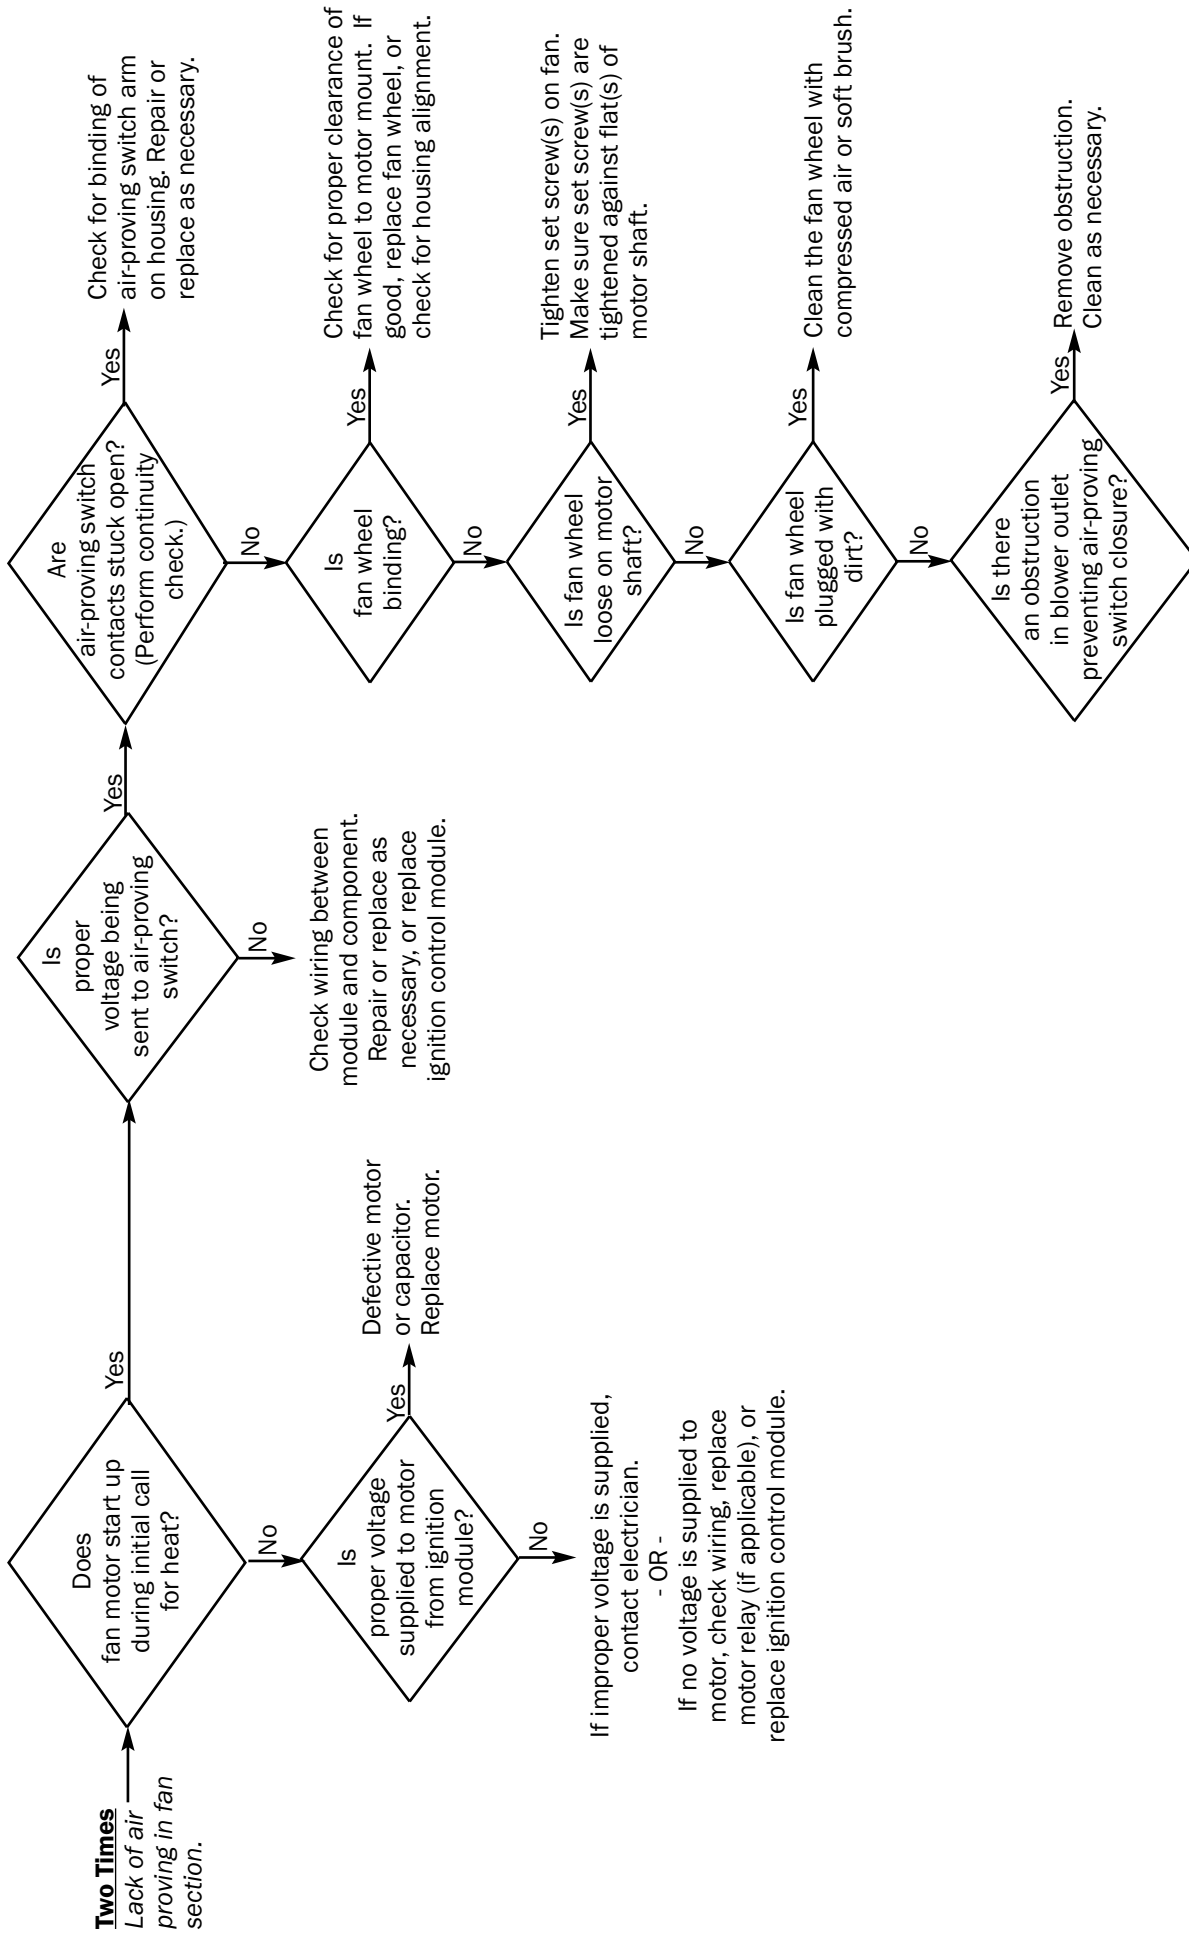 Two Times
Lack of air
proving in fan
section.
Does
fan motor start up
during initial call
for heat?
Yes
No
Is
proper voltage
supplied to motor
from ignition
module?
Yes
Defective motor
or capacitor.
Replace motor.
No
If improper voltage is supplied,
contact electrician.
- OR -
If no voltage is supplied to
motor, check wiring, replace
motor relay (if applicable), or
replace ignition control module.
Is
proper
voltage being
sent to air-proving
switch?
Yes
No
Check wiring between
module and component.
Repair or replace as
necessary, or replace
ignition control module.
Are
air-proving switch
contacts stuck open?
(Perform continuity
check.)
Yes
Check for binding of
air-proving switch arm
on housing. Repair or
replace as necessary.
No
Is
fan wheel
binding?
Yes
Check for proper clearance of
fan wheel to motor mount. If
good, replace fan wheel, or
check for housing alignment.
No
Is fan wheel
loose on motor
shaft?
Yes
Tighten set screw(s) on fan.
Make sure set screw(s) are
tightened against flat(s) of
motor shaft.
No
Is fan wheel
plugged with
dirt?
Yes
Clean the fan wheel with
compressed air or soft brush.
No
Is there
an obstruction
in blower outlet
preventing air-proving
switch closure?
Yes
Remove obstruction.
Clean as necessary.